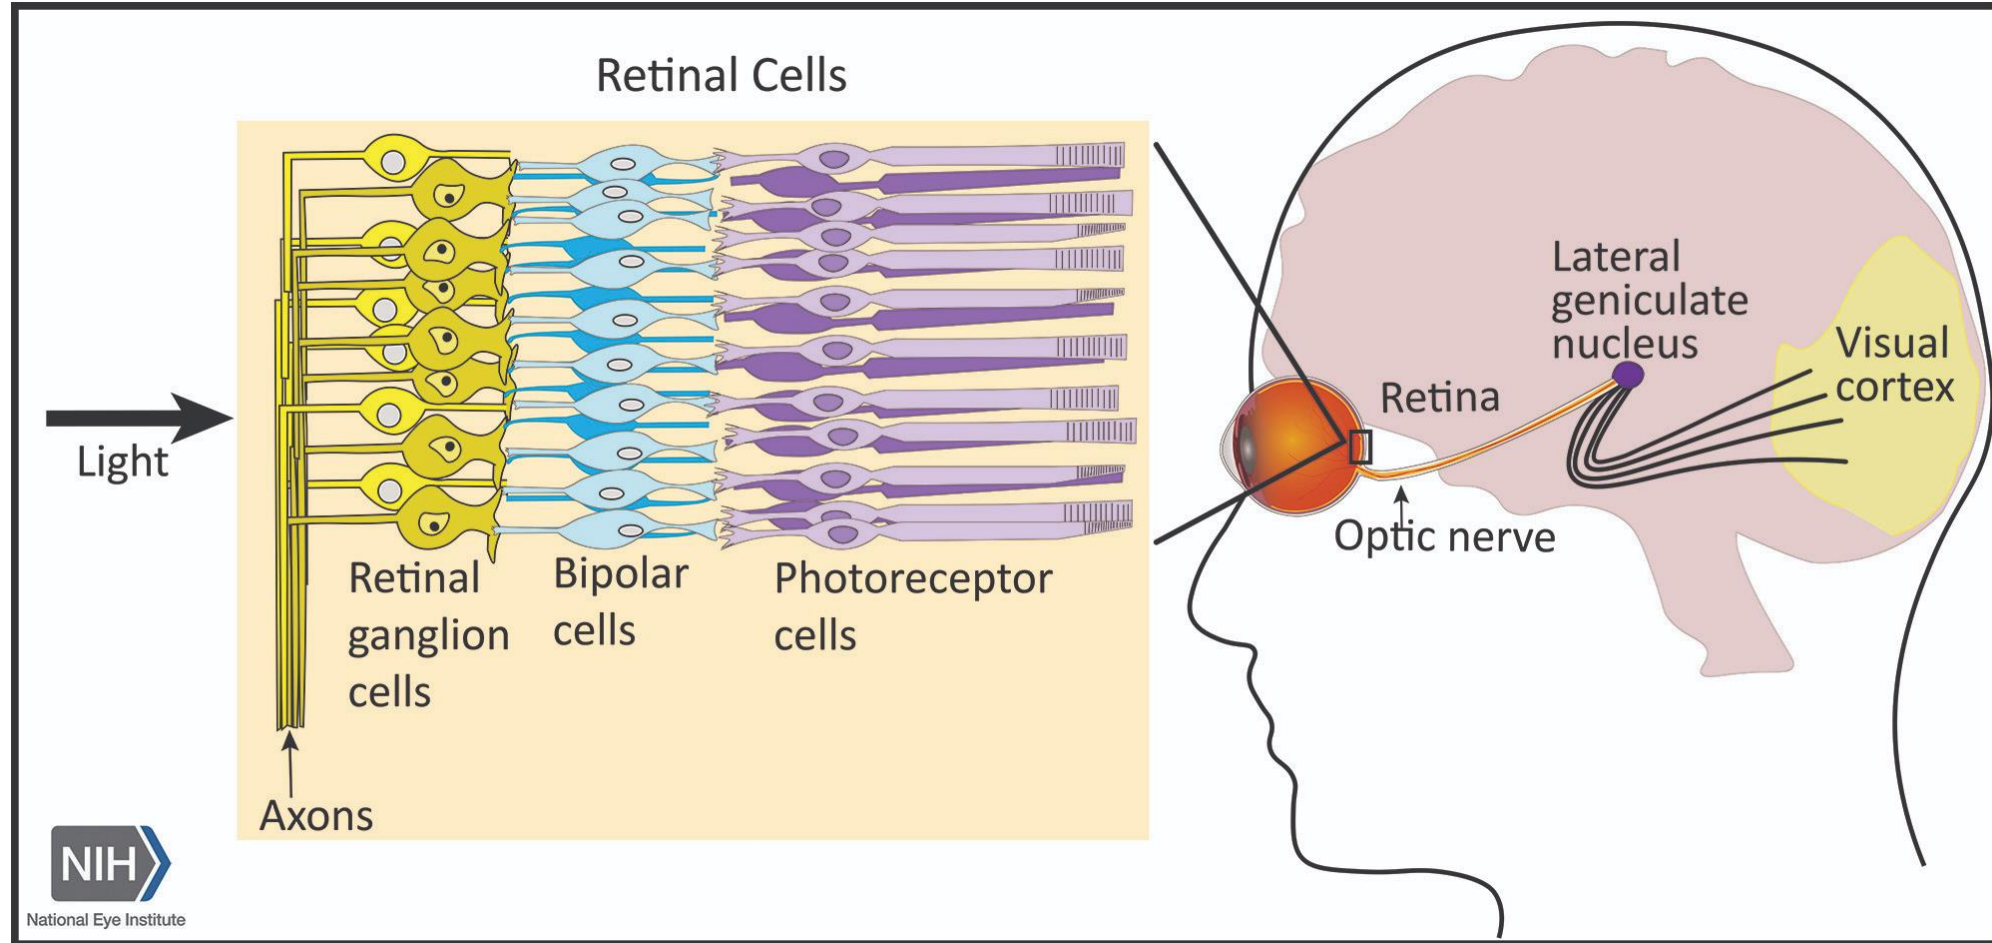 Retinal Cells
Light
Retinal
ganglion
cells
Bipolar
cells
Photoreceptor
cells
Axons
Lateral
geniculate
nucleus
Visual
cortex
Retina
Optic nerve
NIH
National Eye Institute